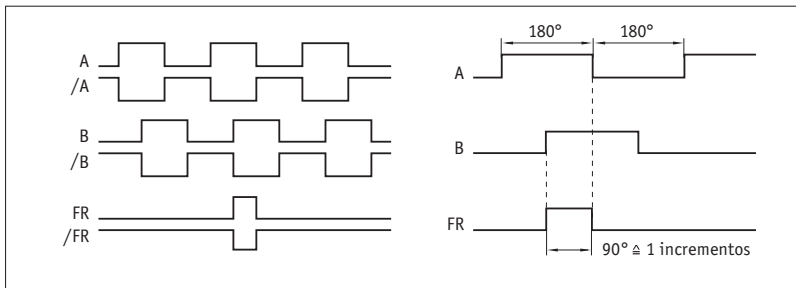 A
/A
B
/B
FR
/FR
180° 180°
A
B
FR
90° ≙ 1 incrementos